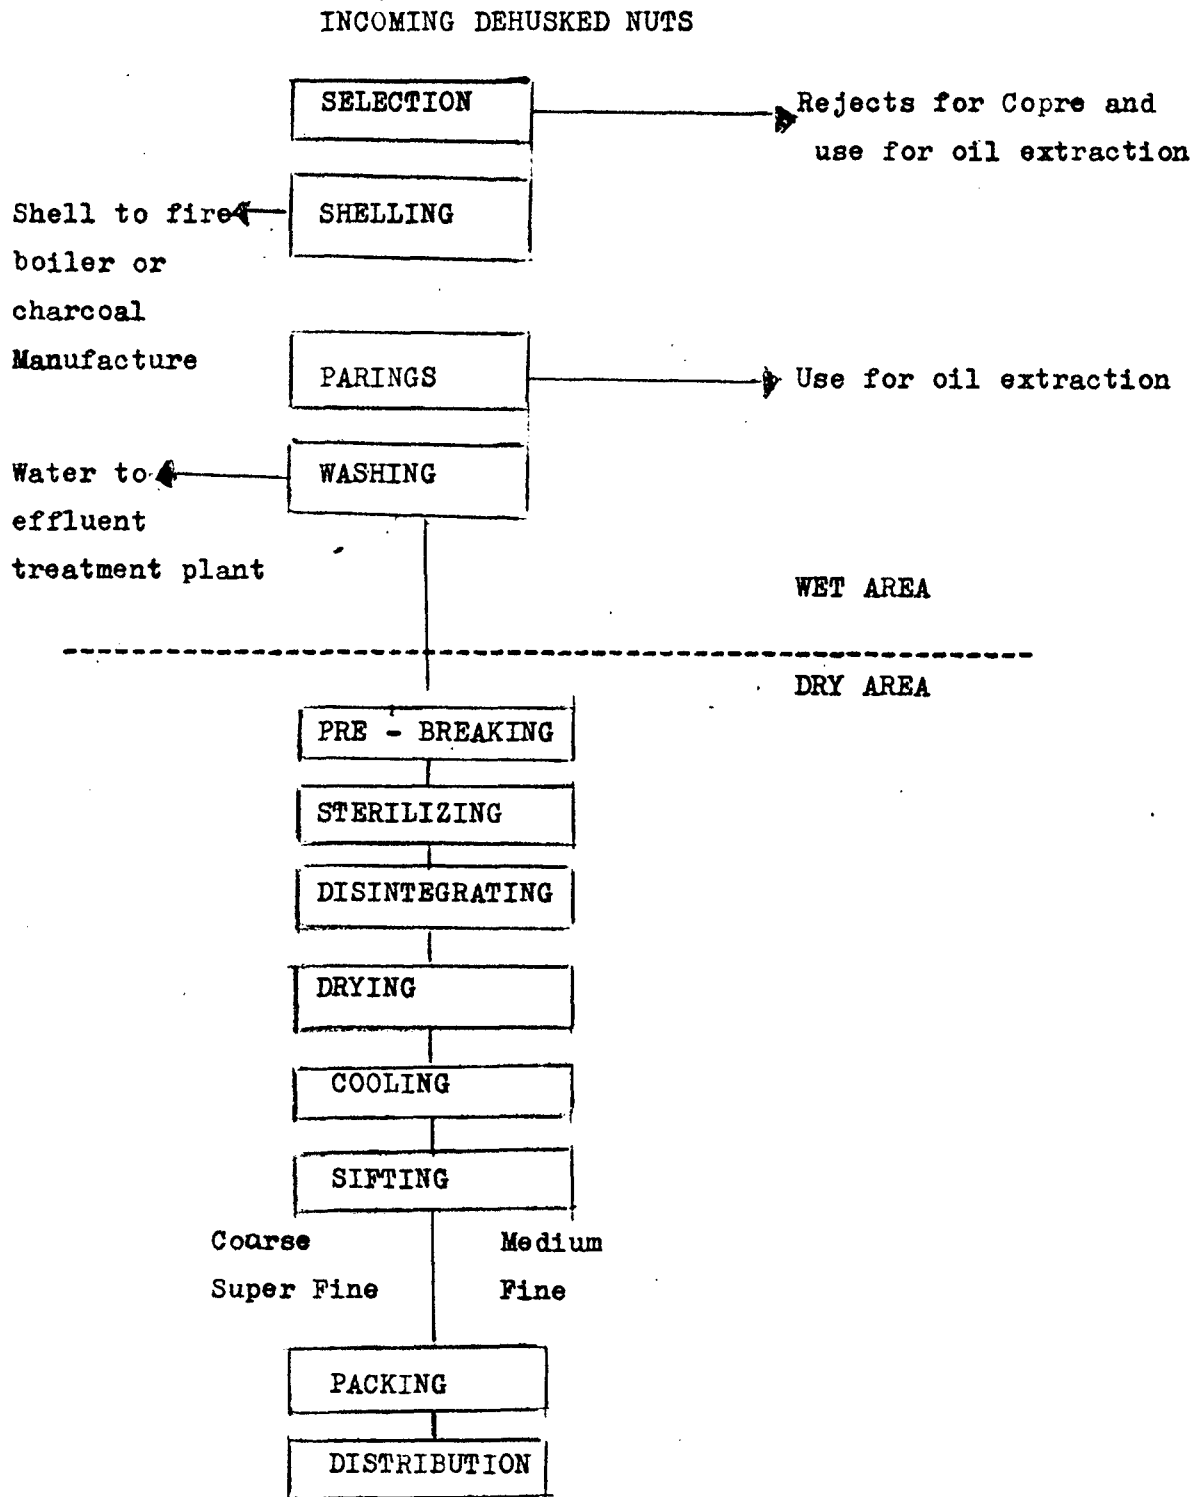 INCOMING DEHUSKED NUTS
SELECTION
Rejects for Copre and
use for oil extraction
Shell to fire
boiler or
charcoal
Manufacture
SHELLING
PARINGS
Use for oil extraction
Water to
effluent
treatment plant
WASHING
WET AREA
DRY AREA
PRE - BREAKING
STERILIZING
DISINTEGRATING
DRYING
COOLING
SIFTING
Coarse Medium
Super Fine Fine
PACKING
DISTRIBUTION